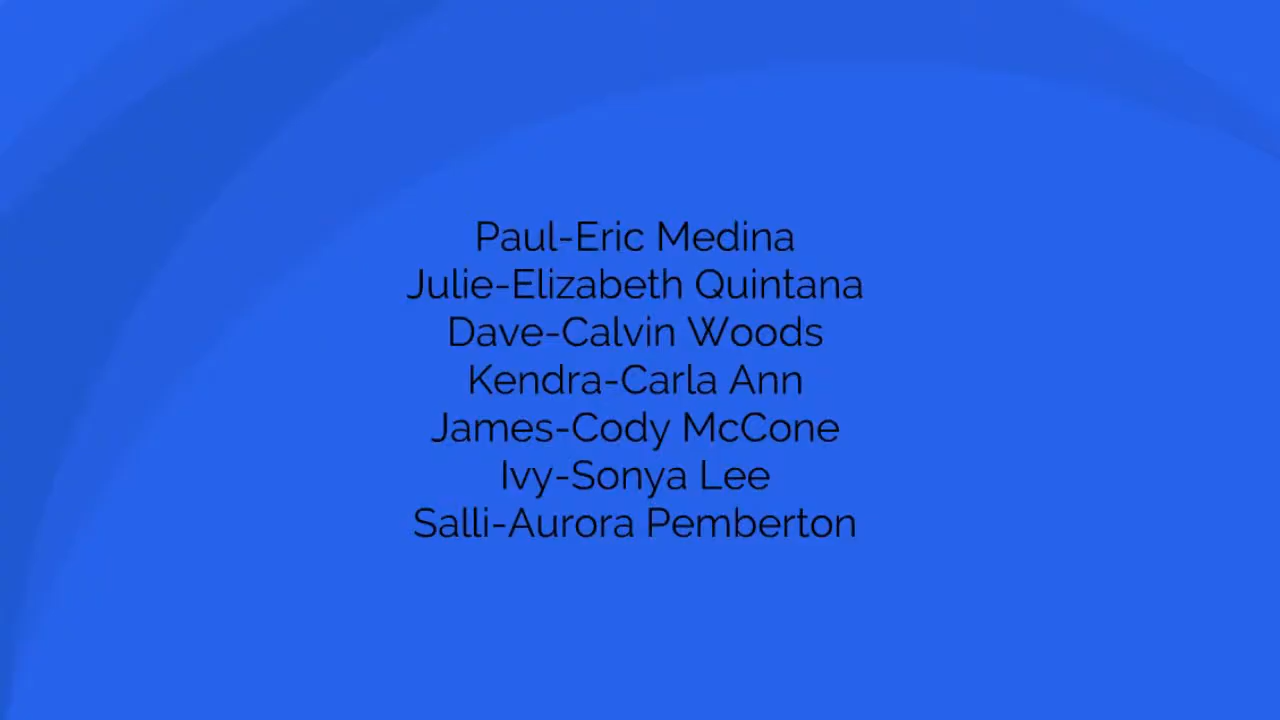 Paul-Eric Medina
Julie-Elizabeth Quintana
Dave-Calvin Woods
Kendra-Carla Ann
James-Cody McCone
Ivy-Sonya Lee
Salli-Aurora Pemberton